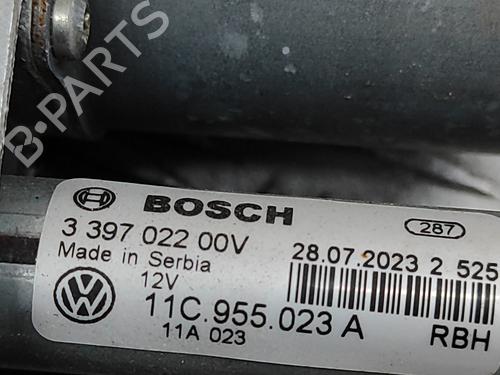 B-PARTS
BOSCH
287
3 397 022 00V
28.07.2023 2 525
Made in Serbia
12V
11C.955.023 A
11A 023
RBH